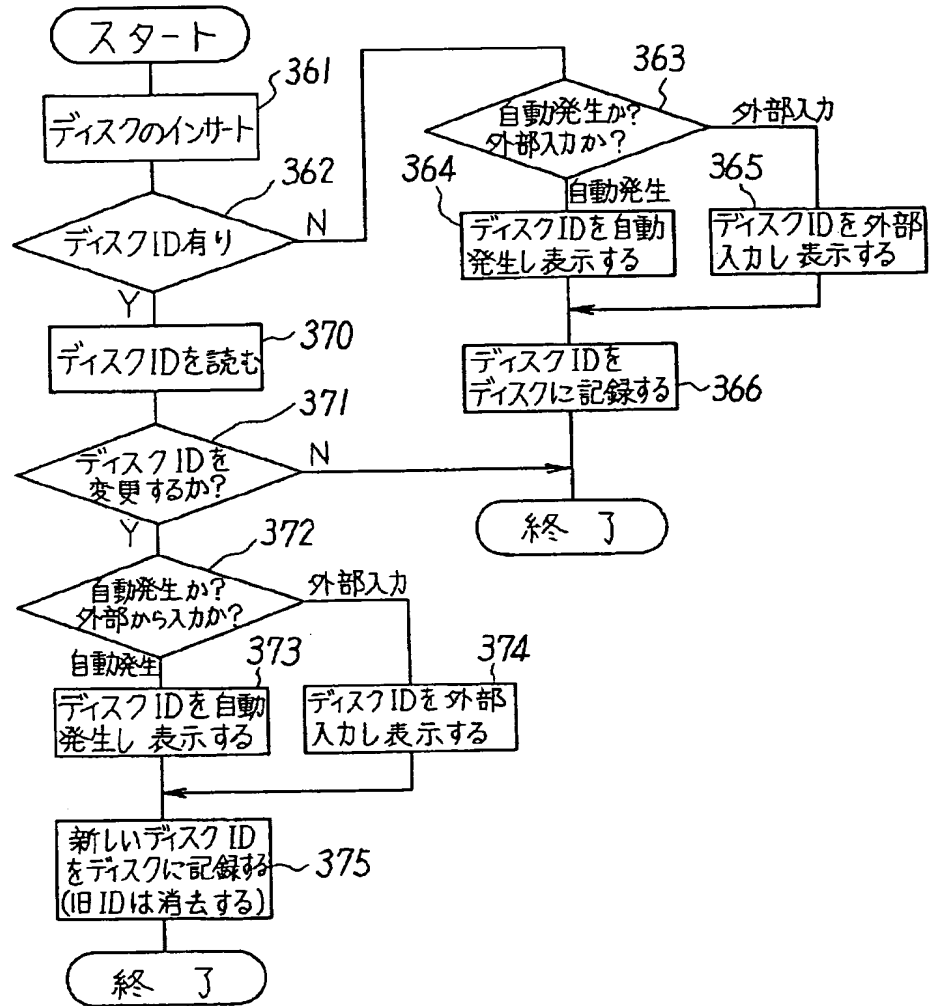 スタート
361
ディスクのインサート
362
ディスクID有り
N
Y
370
ディスクIDを読む
371
ディスクIDを
変更するか?
N
Y
372
自動発生か?
外部から入力か?
外部入力
自動発生
373
ディスクIDを自動
発生し表示する
374
ディスクIDを外部
入力し表示する
新しいディスクID
をディスクに記録する
(旧IDは消去する)
375
終了
363
自動発生か?
外部入力か?
外部入力
自動発生
364
ディスクIDを自動
発生し表示する
365
ディスクIDを外部
入力し表示する
ディスクIDを
ディスクに記録する
366
終了